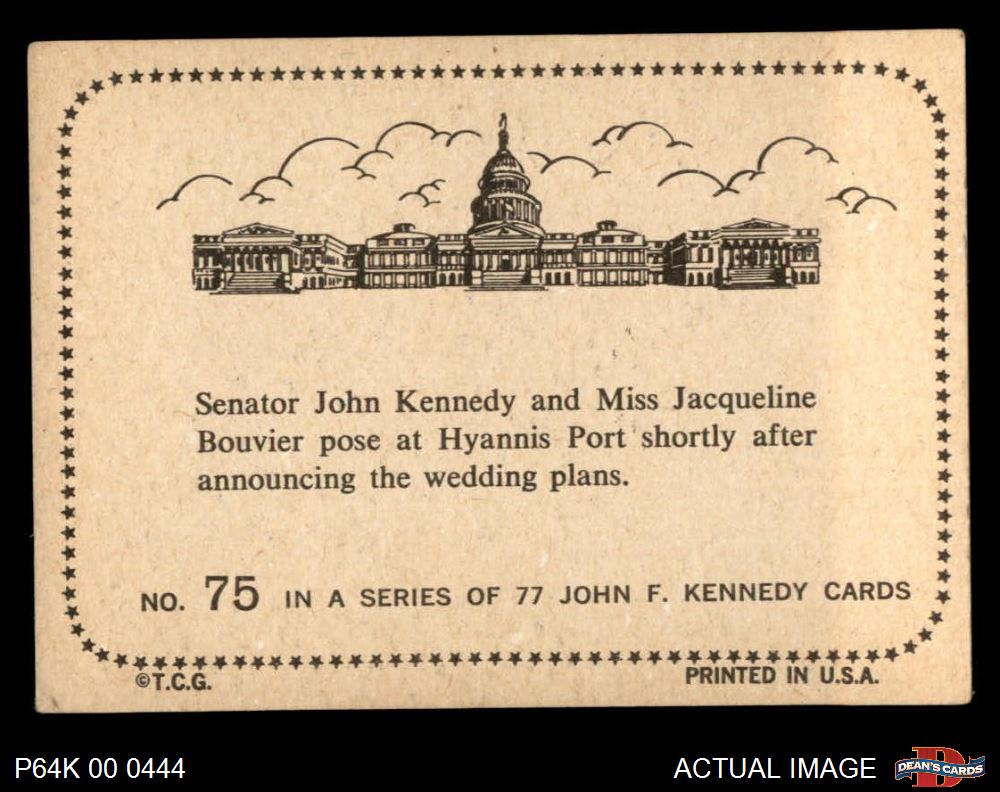 Senator John Kennedy and Miss Jacqueline
Bouvier pose at Hyannis Port shortly after
announcing the wedding plans.
NO. 75 IN A SERIES OF 77 JOHN F. KENNEDY CARDS
©T.C.G. PRINTED IN U.S.A.
P64K 00 0444 ACTUAL IMAGE DEAN'S CARDS